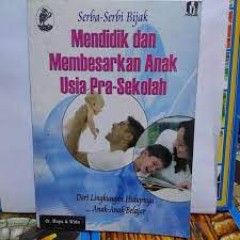 Serba-Serbi Bijak
Mendidik dan
Membesarkan Anak
Usia Pra-Sekolah
Dari Lingkungan Hidupnya
Anak-Anak Belajar